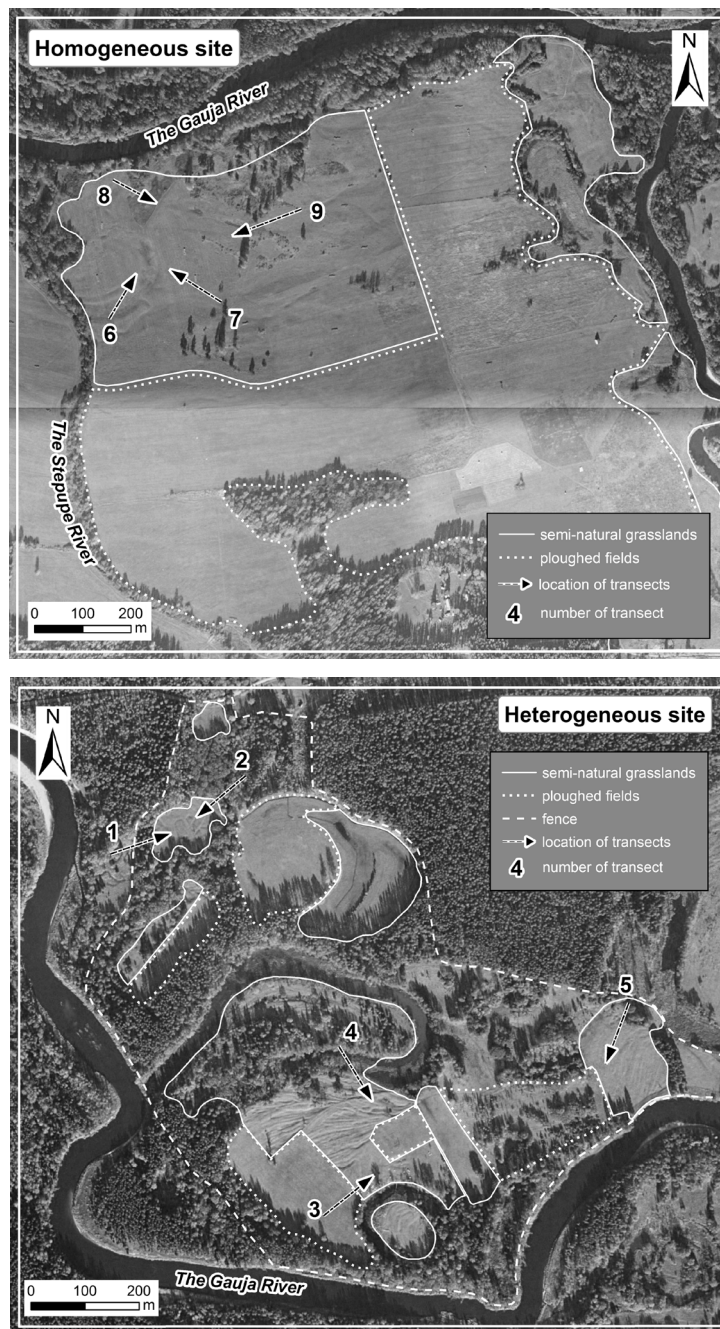 Homogeneous site
N
The Gauja River
8
9
6
7
The Stepupe River
semi-natural grasslands
ploughed fields
location of transects
4 number of transect
0 100 200
m
N
Heterogeneous site
semi-natural grasslands
ploughed fields
fence
location of transects
4 number of transect
2
1
5
4
3
0 100 200
m
The Gauja River